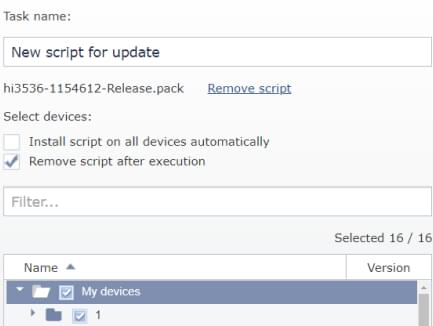 Task name:
New script for update
hi3536-1154612-Release.pack Remove script
Select devices:
Install script on all devices automatically
Remove script after execution
Filter...
Selected 16 / 16
Name Version
My devices
1